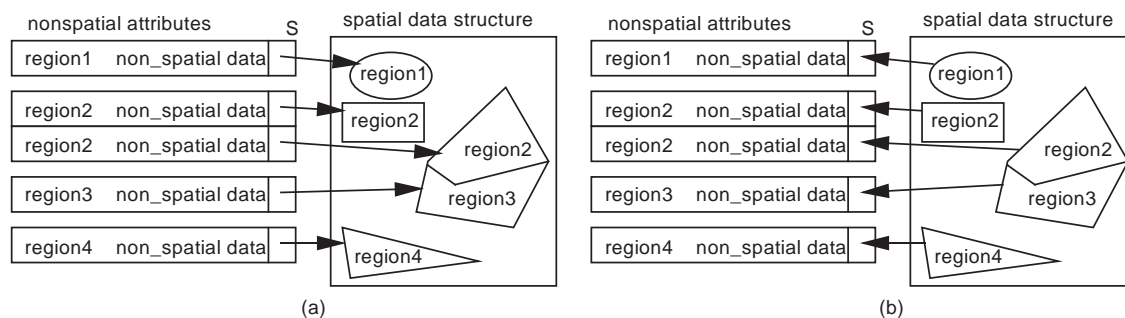 nonspatial attributes S spatial data structure
region1 non_spatial data
region1
region2 non_spatial data
region2
region2 non_spatial data
region2
region3 non_spatial data
region3
region4 non_spatial data
region4
(a)
nonspatial attributes S spatial data structure
region1 non_spatial data
region1
region2 non_spatial data
region2
region2 non_spatial data
region2
region3 non_spatial data
region3
region4 non_spatial data
region4
(b)